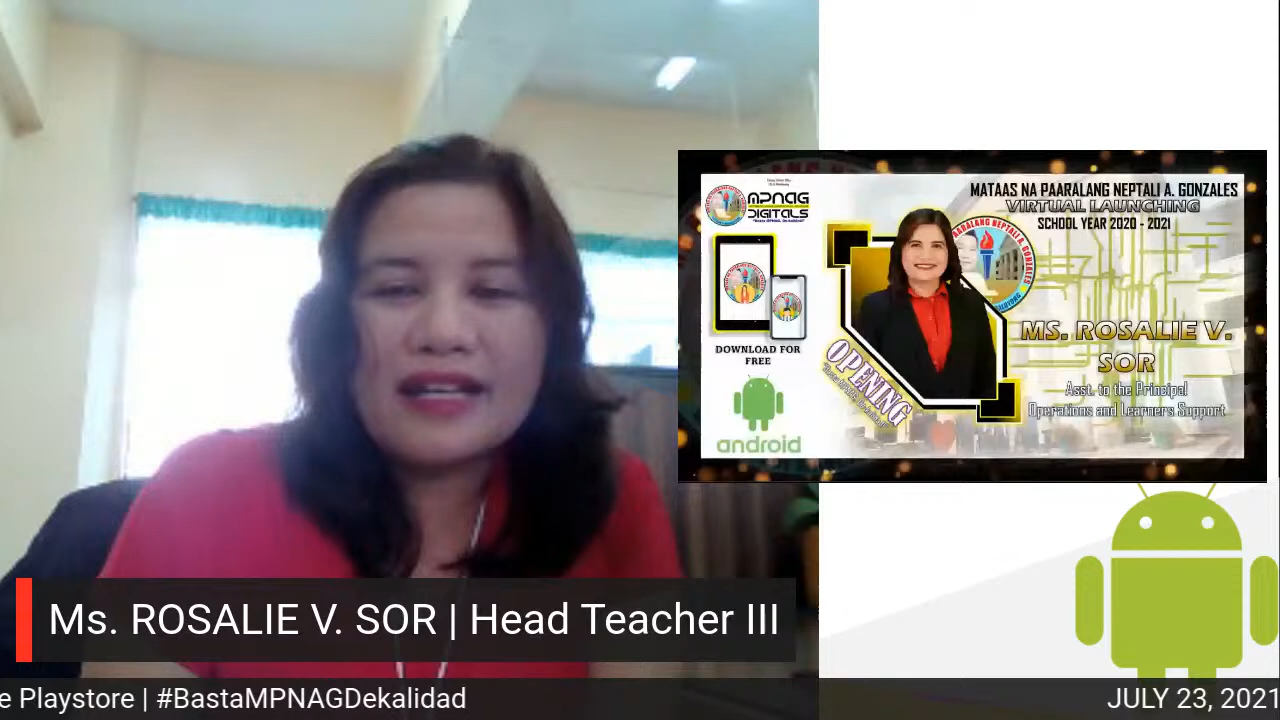 MATAAS NA PAARALANG NEPTALI A. GONZALES
VIRTUAL LAUNCHING
SCHOOL YEAR 2020 - 2021
MPNAG
DIGITALS
DOWNLOAD FOR
FREE
android
OPENING
MS. ROSALIE V.
SOR
Asst. to the Principal
Operations and Learners Support
Ms. ROSALIE V. SOR | Head Teacher III
e Playstore | #BastaMPNAGDekalidad
JULY 23, 2021